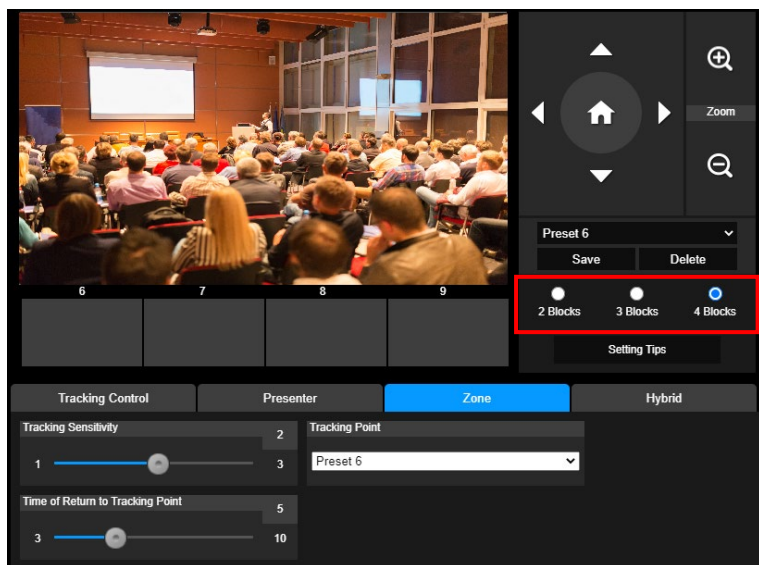 Zoom
Preset 6
Save Delete
6 7 8 9
2 Blocks 3 Blocks 4 Blocks
Setting Tips
Tracking Control Presenter Zone Hybrid
Tracking Sensitivity 2
1 3
Tracking Point
Preset 6
Time of Return to Tracking Point 5
3 10